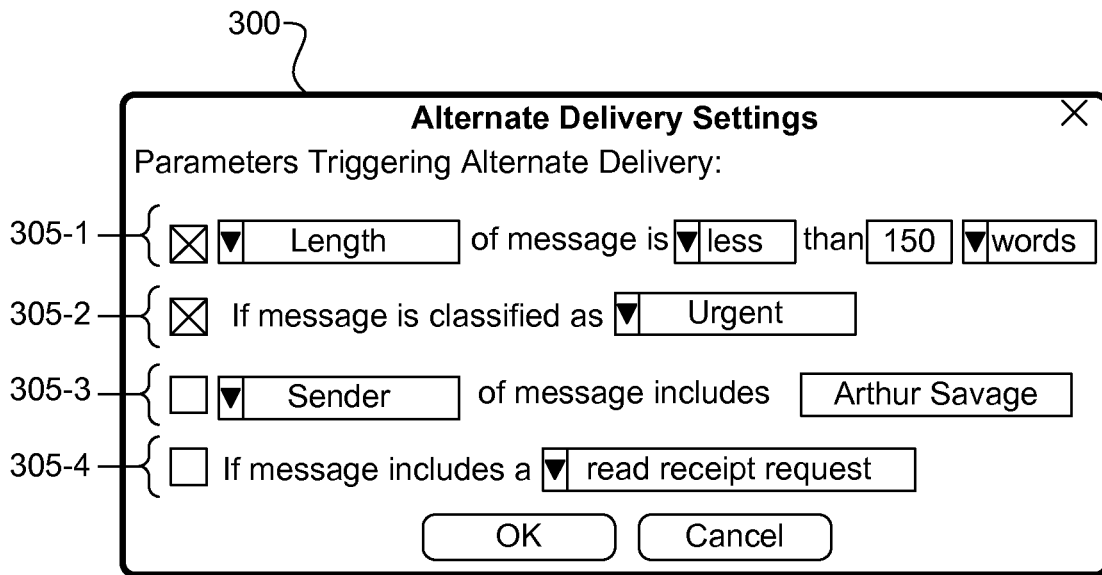 300
Alternate Delivery Settings
Parameters Triggering Alternate Delivery:
305-1 Length of message is less than 150 words
305-2 If message is classified as Urgent
305-3 Sender of message includes Arthur Savage
305-4 If message includes a read receipt request
OK Cancel